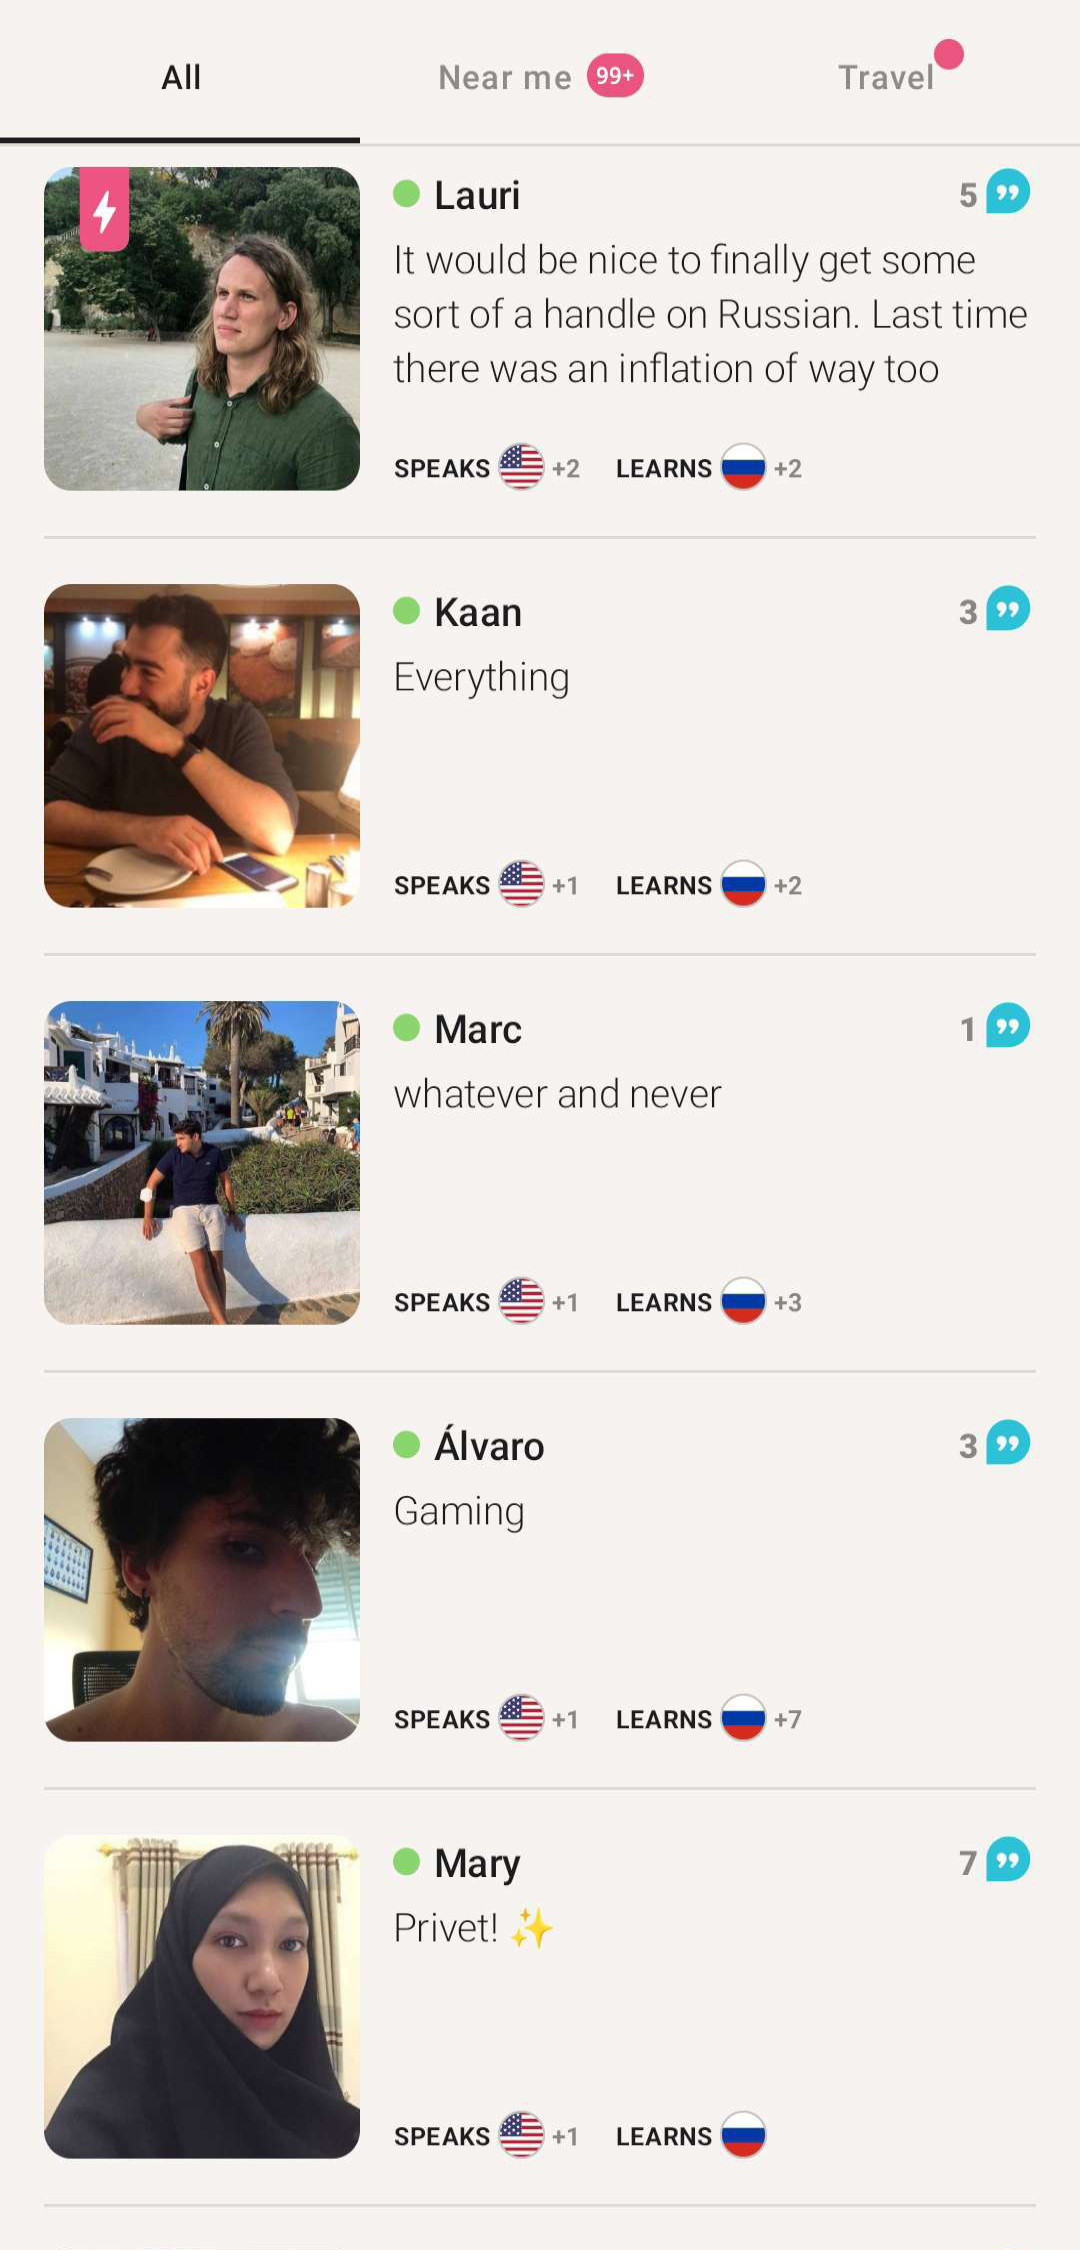 All
Near me 99+
Travel
Lauri
5
It would be nice to finally get some
sort of a handle on Russian. Last time
there was an inflation of way too
SPEAKS +2 LEARNS +2
Kaan
3
Everything
SPEAKS +1 LEARNS +2
Marc
1
whatever and never
SPEAKS +1 LEARNS +3
Álvaro
3
Gaming
SPEAKS +1 LEARNS +7
Mary
7
Privet! ✨
SPEAKS +1 LEARNS